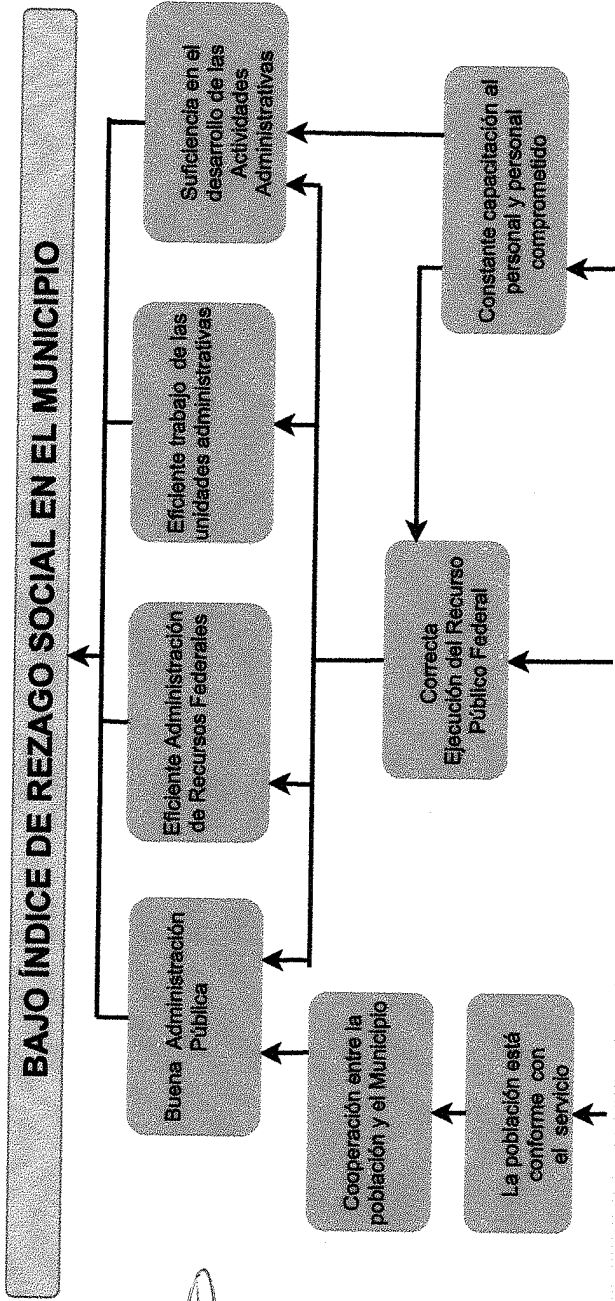 BAJO ÍNDICE DE REZAGO SOCIAL EN EL MUNICIPIO
Buena Administración
Pública
Eficiente Administración
de Recursos Federales
Eficiente trabajo de las
unidades administrativas
Suficiencia en el
desarrollo de las
Actividades
Administrativas
Cooperación entre la
población y el Municipio
Correcta
Ejecución del Recurso
Público Federal
Constante capacitación al
personal y personal
comprometido
La población está
conforme con
el servicio